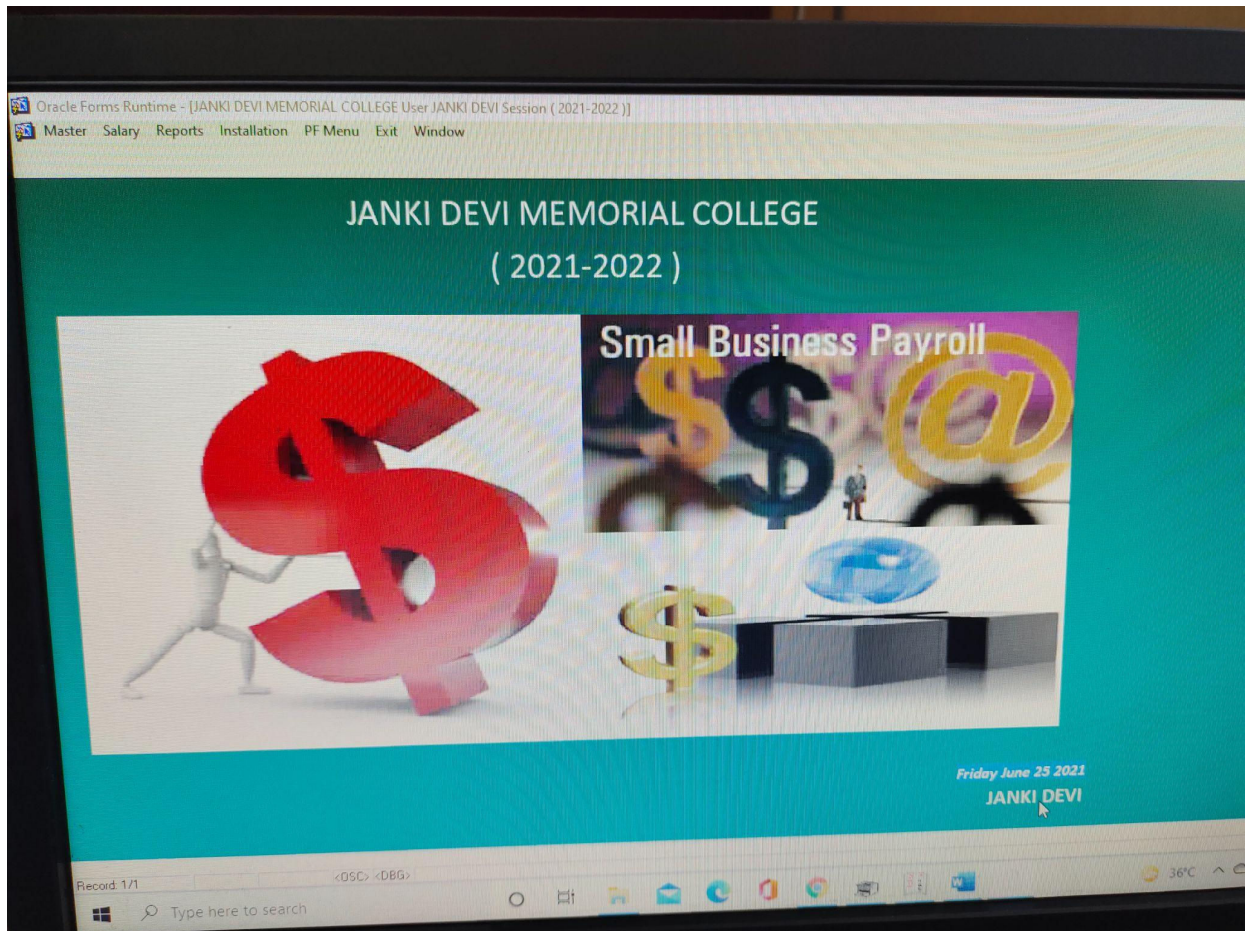 Oracle Forms Runtime - [JANKI DEVI MEMORIAL COLLEGE User JANKI DEVI Session ( 2021-2022 )]
Master Salary Reports Installation PF Menu Exit Window
JANKI DEVI MEMORIAL COLLEGE
( 2021-2022 )
Small Business Payroll
Friday June 25 2021
JANKI DEVI
Record: 1/1 <OSC> <DBG>
Type here to search
36°C